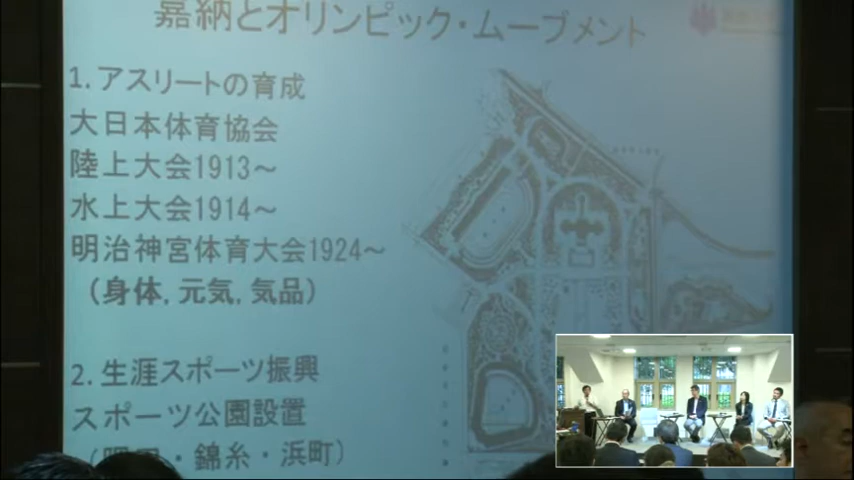 嘉納とオリンピック・ムーブメント
1. アスリートの育成
大日本体育協会
陸上大会1913~
水上大会1914~
明治神宮体育大会1924~
(身体, 元気, 気品)
2. 生涯スポーツ振興
スポーツ公園設置
・錦糸・浜町)